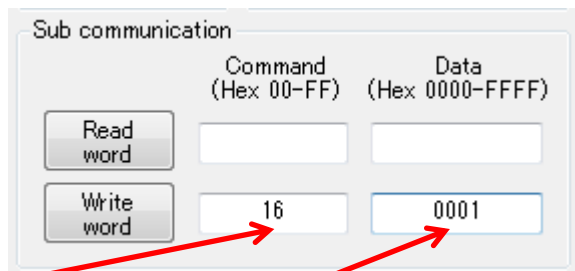 Sub communication
Command Data
(Hex 00-FF) (Hex 0000-FFFF)
Read
word
Write
word
16 0001